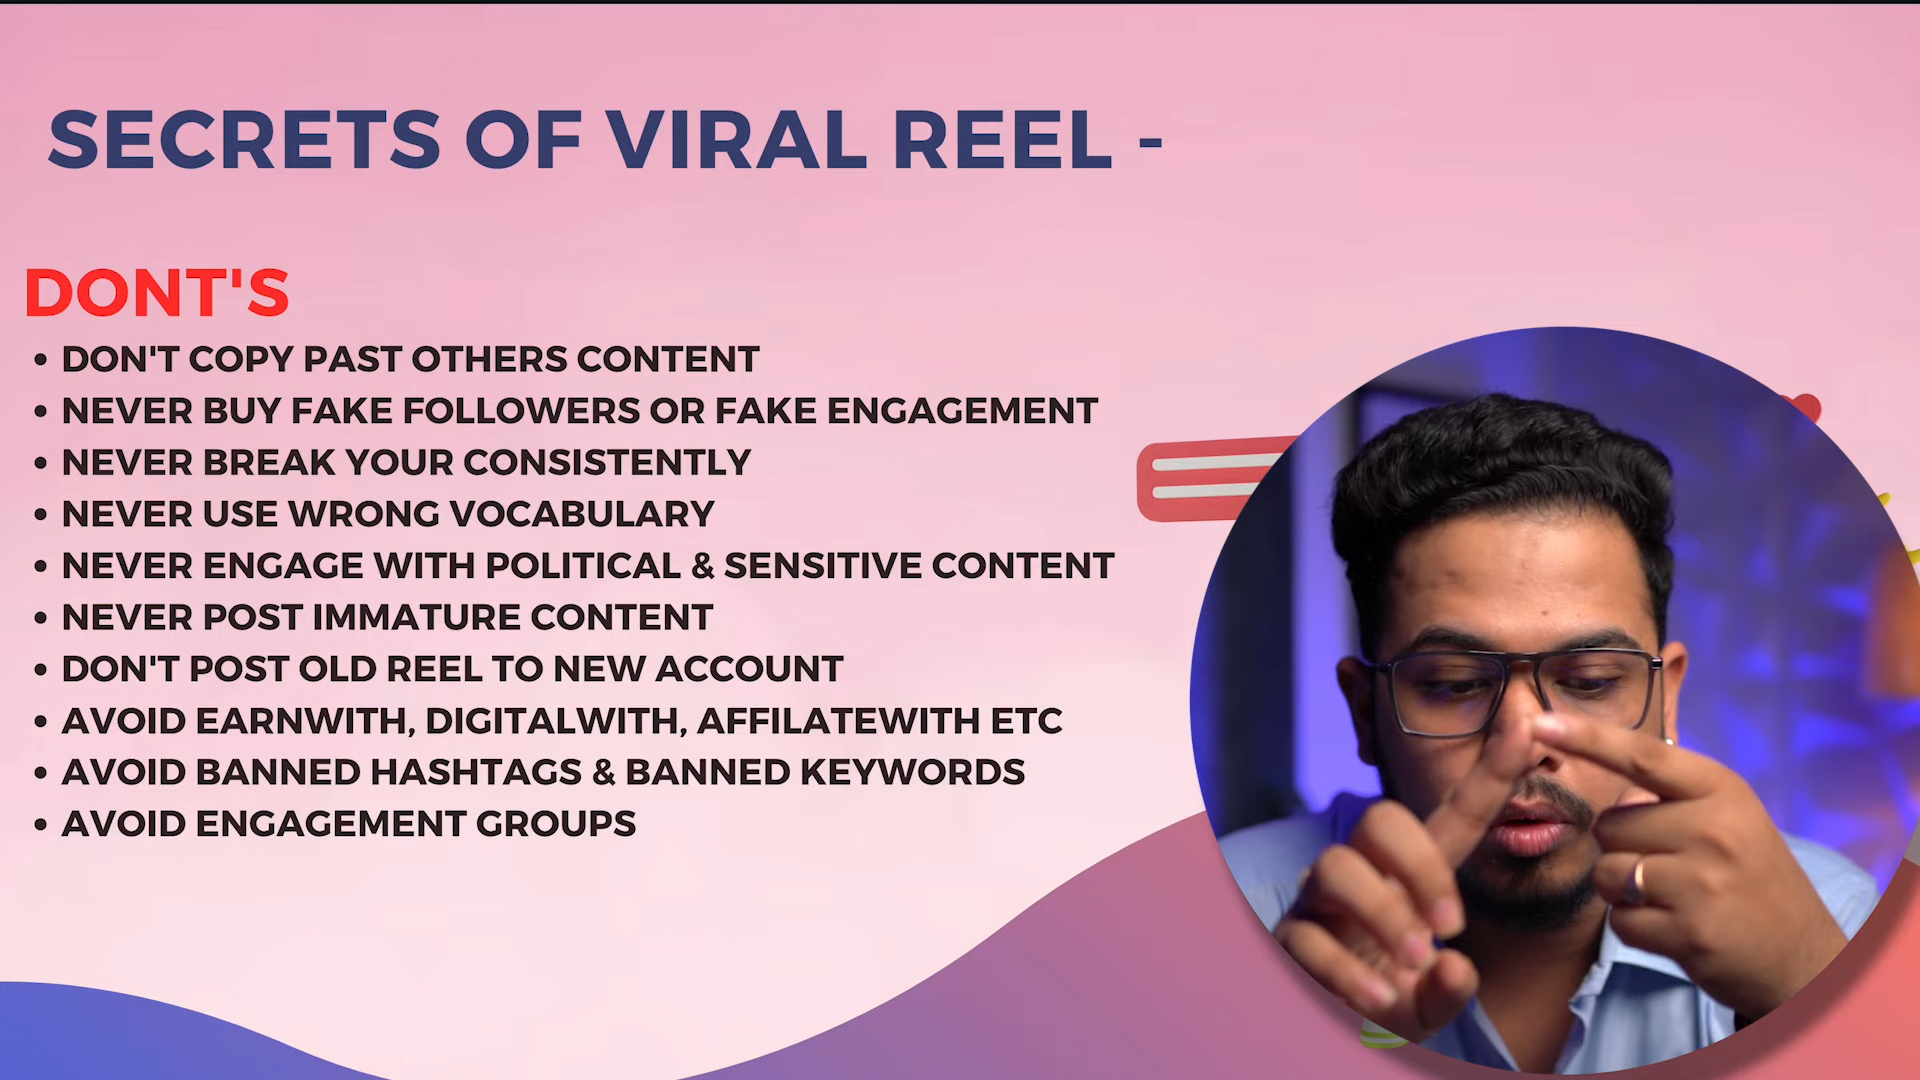 SECRETS OF VIRAL REEL -
DONT'S
• DON'T COPY PAST OTHERS CONTENT
• NEVER BUY FAKE FOLLOWERS OR FAKE ENGAGEMENT
• NEVER BREAK YOUR CONSISTENTLY
• NEVER USE WRONG VOCABULARY
• NEVER ENGAGE WITH POLITICAL & SENSITIVE CONTENT
• NEVER POST IMMATURE CONTENT
• DON'T POST OLD REEL TO NEW ACCOUNT
• AVOID EARNWITH, DIGITALWITH, AFFILATEWITH ETC
• AVOID BANNED HASHTAGS & BANNED KEYWORDS
• AVOID ENGAGEMENT GROUPS